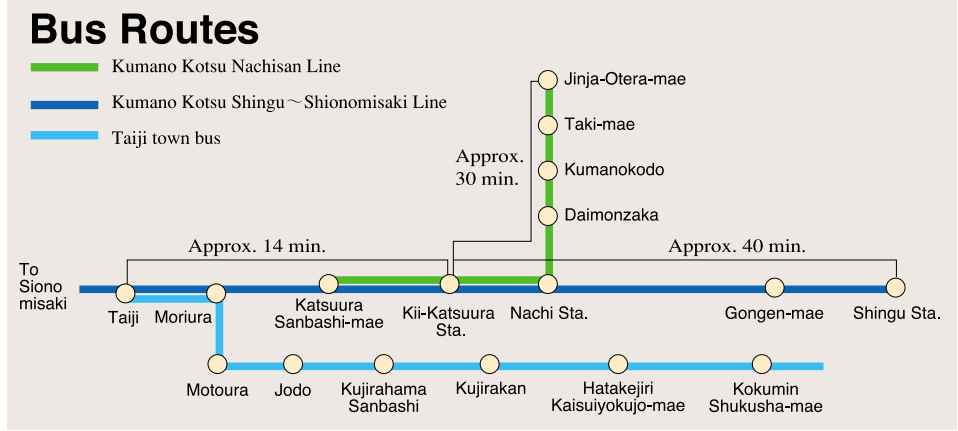 Bus Routes
Kumano Kotsu Nachisan Line
Kumano Kotsu Shingu～Shionomisaki Line
Taiji town bus
Jinja-Otera-mae
Taki-mae
Approx.
30 min.
Kumanokodo
Daimonzaka
Approx. 14 min.
Approx. 40 min.
To
Siono
misaki
Taiji
Moriura
Katsuura
Sanbashi-mae
Kii-Katsuura
Sta.
Nachi Sta.
Gongen-mae
Shingu Sta.
Motoura
Jodo
Kujirahama
Sanbashi
Kujirakan
Hatakejiri
Kaisuiyokujo-mae
Kokumin
Shukusha-mae